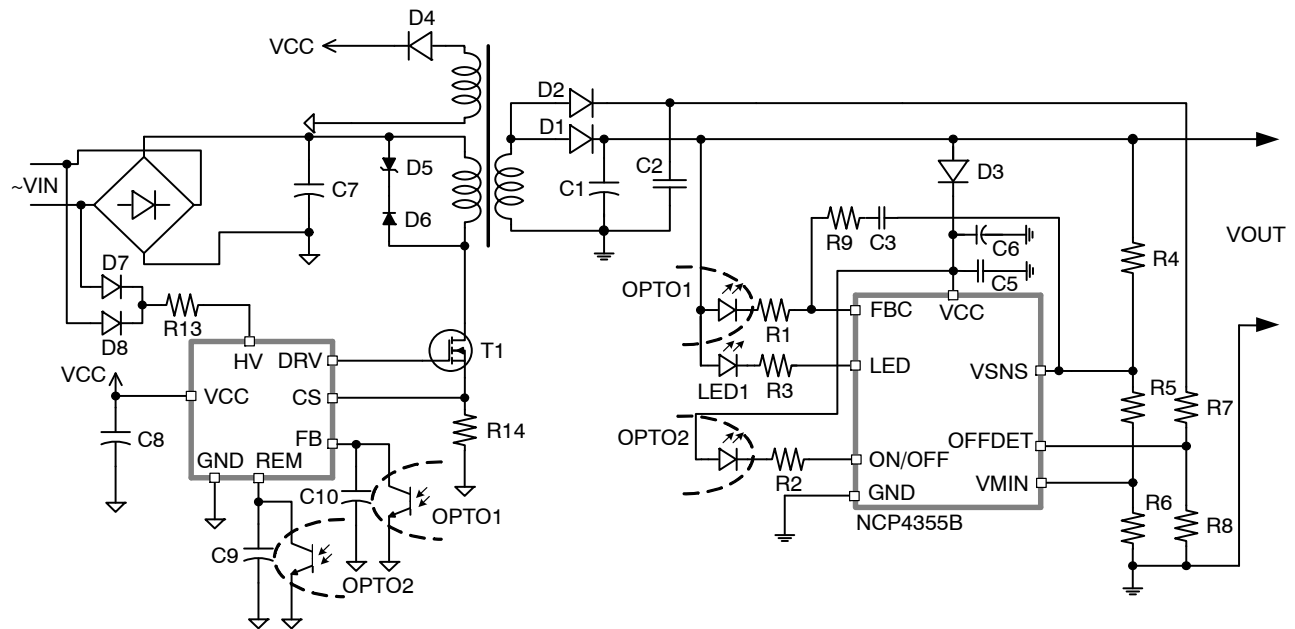 D4
VCC
D2
D1
D5
D6
C7
C1
C2
D3
~VIN
R9
C3
C6
C5
R4
VOUT
D7
D8
R13
OPTO1
R1
FBC
VCC
HV
DRV
T1
LED1
R3
LED
VSNS
VCC
VCC
CS
R5
R7
C8
FB
R14
OPTO2
R2
ON/OFF
OFFDET
GND
REM
C10
GND
VMIN
NCP4355B
R6
R8
OPTO1
C9
OPTO2